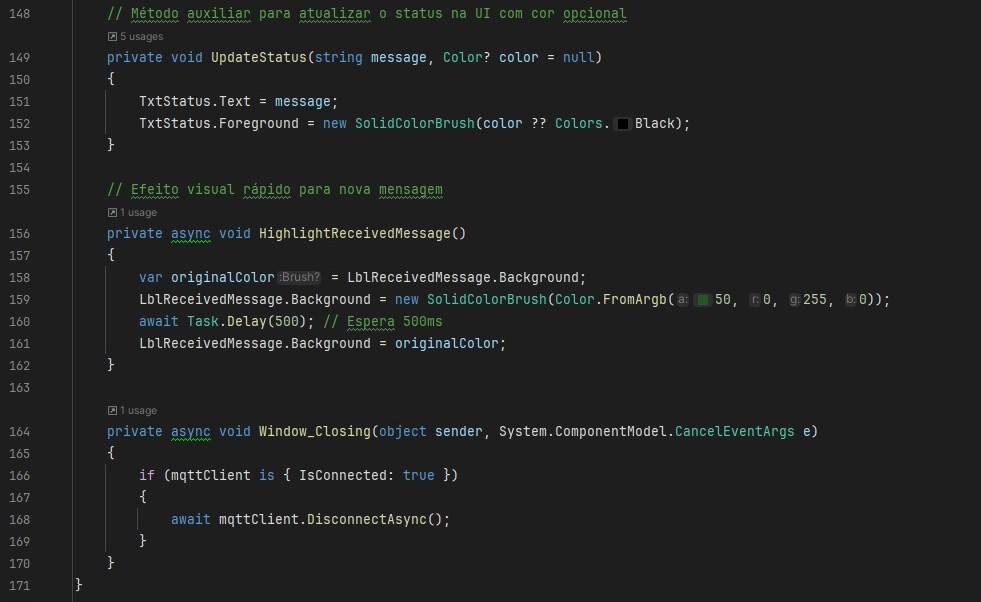 148 // Método auxiliar para atualizar o status na UI com cor opcional
5 usages
149 private void UpdateStatus(string message, Color? color = null)
150 {
151 TxtStatus.Text = message;
152 TxtStatus.Foreground = new SolidColorBrush(color ?? Colors.Black);
153 }
154
155 // Efeito visual rápido para nova mensagem
1 usage
156 private async void HighlightReceivedMessage()
157 {
158 var originalColor :Brush? = LblReceivedMessage.Background;
159 LblReceivedMessage.Background = new SolidColorBrush(Color.FromArgb(a: 50, r: 0, g: 255, b: 0));
160 await Task.Delay(500); // Espera 500ms
161 LblReceivedMessage.Background = originalColor;
162 }
163
1 usage
164 private async void Window_Closing(object sender, System.ComponentModel.CancelEventArgs e)
165 {
166 if (mqttClient is { IsConnected: true })
167 {
168 await mqttClient.DisconnectAsync();
169 }
170 }
171 }